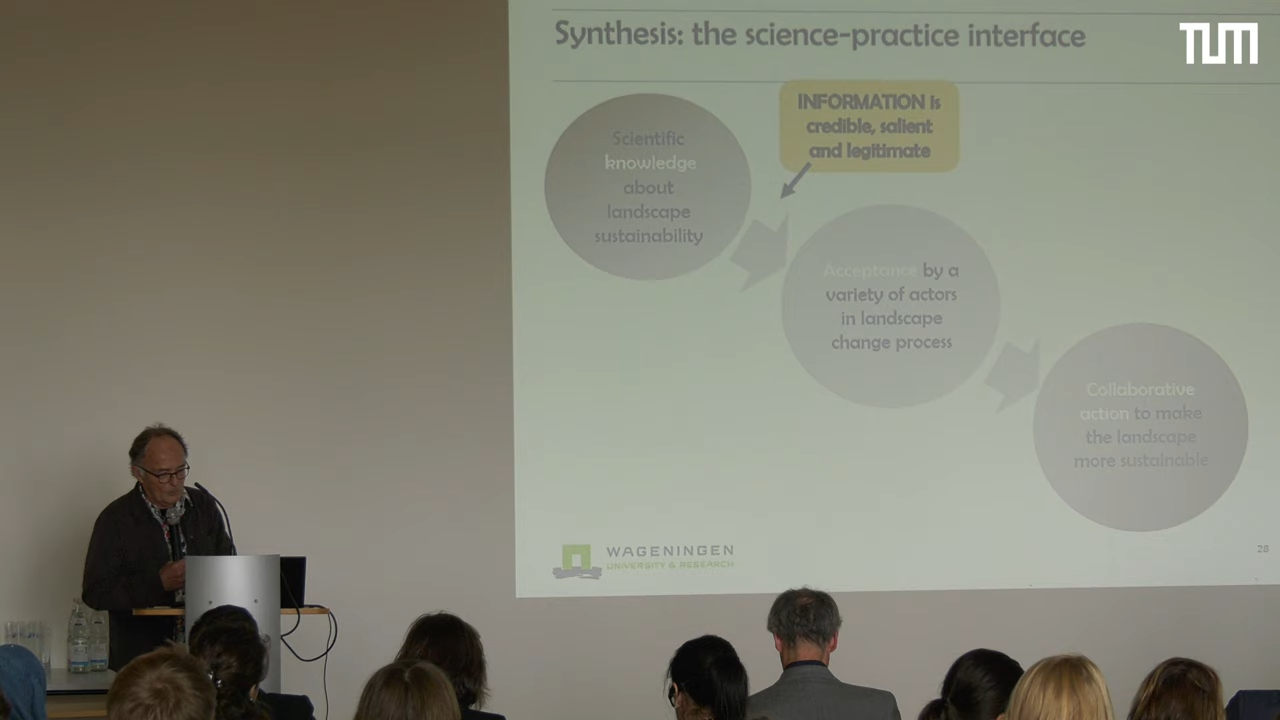 Synthesis: the science-practice interface
TUM
INFORMATION is
credible, salient
and legitimate
Scientific
knowledge
about
landscape
sustainability
Acceptance by a
variety of actors
in landscape
change process
Collaborative
action to make
the landscape
more sustainable
WAGENINGEN
UNIVERSITY & RESEARCH
28